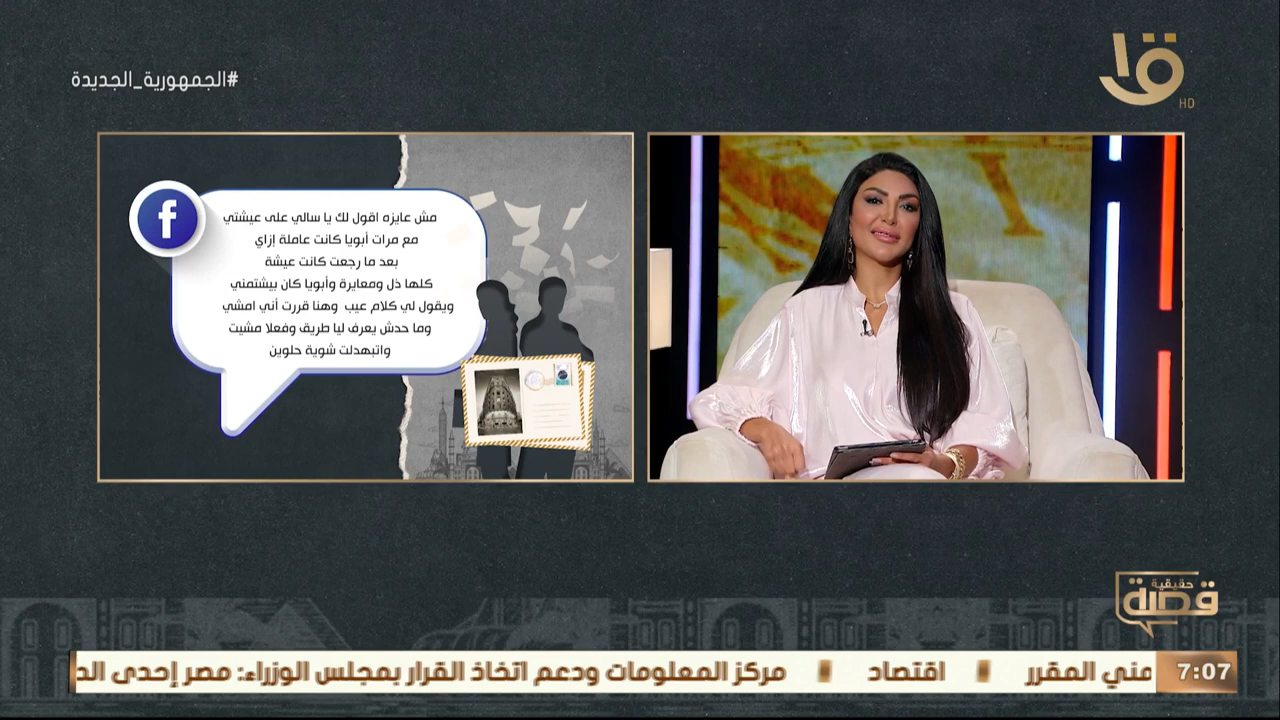 #الجمهورية_الجديدة
HD
مش عايزه اقول لك يا سالي على عيشتي
مع مرات أبويا كانت عاملة إزاي
بعد ما رجعت كانت عيشة
كلها ذل ومعايرة وأبويا كان بيشتمني
ويقول لي كلام عيب وهنا قررت أني امشي
وما حدش يعرف ليا طريق وفعلا مشيت
واتبهدلت شوية حلوين
قصة حقيقية
7:07
مني المقرر
اقتصاد
مركز المعلومات ودعم اتخاذ القرار بمجلس الوزراء: مصر إحدى الد